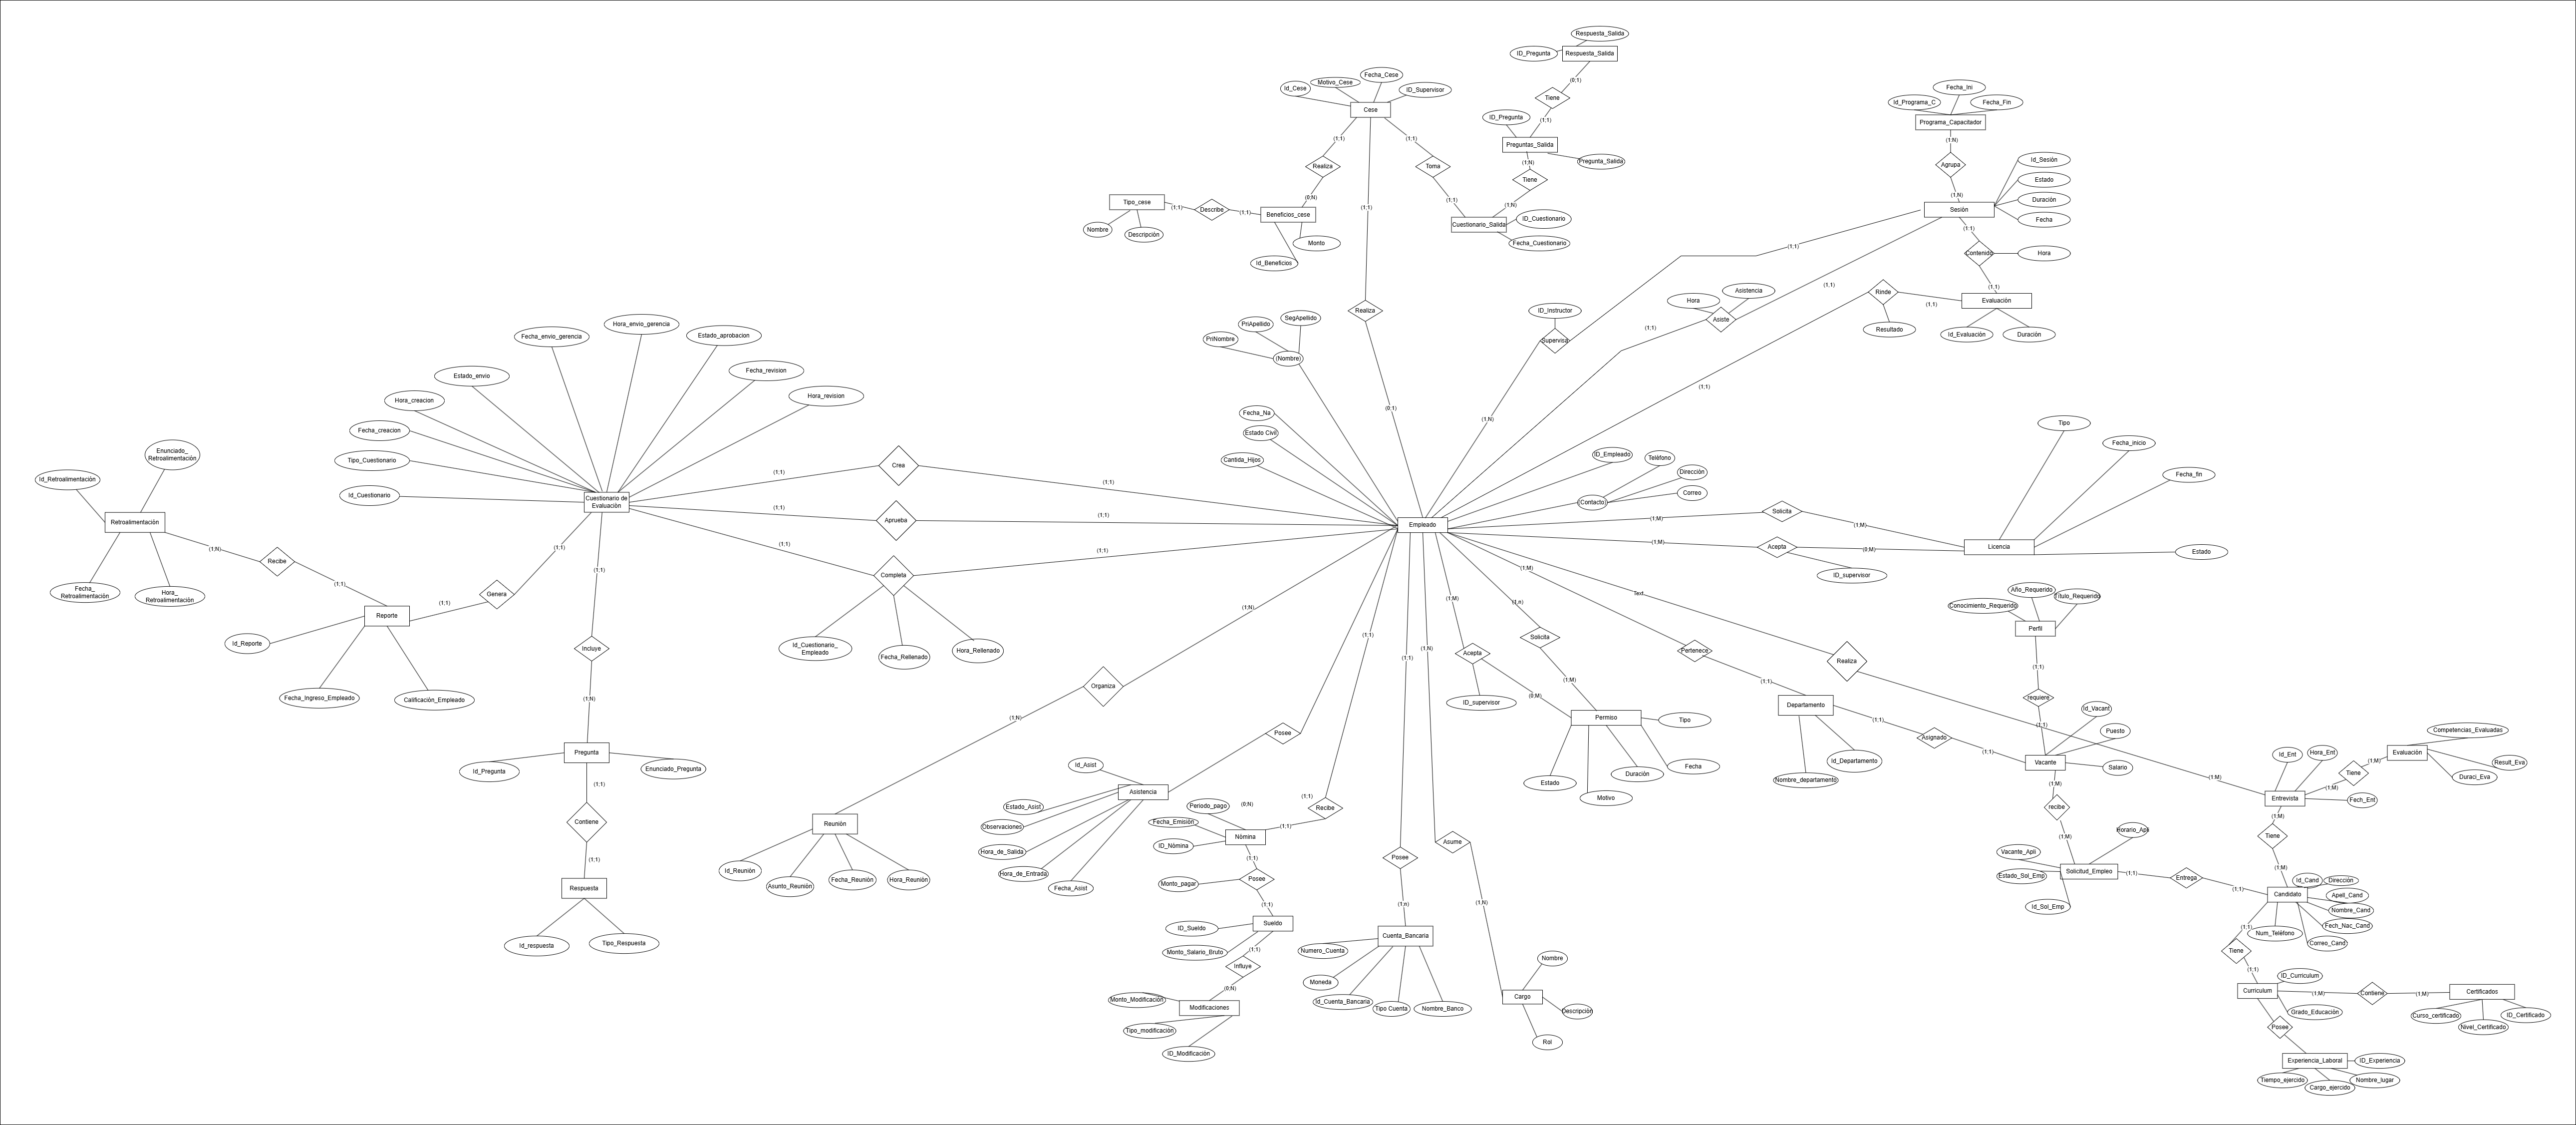 Respuesta_Salida
ID_Pregunta
Respuesta_Salida
(0;1)
Tiene
(1;1)
ID_Pregunta
Preguntas_Salida
Pregunta_Salida
(1;N)
Tiene
(1;N)
Cuestionario_Salida
ID_Cuestionario
Fecha_Cuestionario
Id_Cese
Motivo_Cese
Fecha_Cese
ID_Supervisor
Cese
(1;1)
(1;1)
Realiza
Toma
(0;N)
(1;1)
(1;1)
Tipo_cese
(1;1)
Describe
(1;1)
Beneficios_cese
Nombre
Descripción
Monto
Id_Beneficios
Realiza
(0;1)
Fecha_Ini
Id_Programa_C
Fecha_Fin
Programa_Capacitador
(1;N)
Agrupa
(1;N)
Id_Sesión
Estado
Duración
Fecha
Sesión
(1;1)
(1;1)
Contenido
Hora
(1;1)
(1;1)
Rinde
(1;1)
Evaluación
Resultado
Id_Evaluación
Duración
Hora
Asistencia
Asiste
(1;1)
ID_Instructor
Supervisa
(1;1)
(1;N)
PriNombre
PriApellido
SegApellido
(Nombre)
Fecha_Na
Estado Civil
Cantida_Hijos
ID_Empleado
Teléfono
Dirección
Correo
(Contacto)
Empleado
Fecha_envio_gerencia
Hora_envio_gerencia
Estado_aprobacion
Estado_envio
Fecha_revision
Hora_creacion
Hora_revision
Fecha_creacion
Tipo_Cuestionario
Id_Cuestionario
Cuestionario de
Evaluación
(1;1)
Crea
(1;1)
(1;1)
Aprueba
(1;1)
(1;1)
Completa
(1;1)
Id_Cuestionario_
Empleado
Fecha_Rellenado
Hora_Rellenado
Enunciado_
Retroalimentación
Id_Retroalimentación
Retroalimentación
Fecha_
Retroalimentación
Hora_
Retroalimentación
(1;N)
Recibe
(1;1)
(1;1)
Genera
(1;1)
Reporte
Id_Reporte
Fecha_Ingreso_Empleado
Calificación_Empleado
(1;1)
Incluye
(1;N)
Pregunta
Id_Pregunta
Enunciado_Pregunta
(1;1)
Contiene
(1;1)
Respuesta
Id_respuesta
Tipo_Respuesta
(1;N)
Organiza
(1;N)
Reunión
Id_Reunión
Asunto_Reunión
Fecha_Reunión
Hora_Reunión
Posee
Id_Asist
Asistencia
Estado_Asist
Observaciones
Hora_de_Salida
Hora_de_Entrada
Fecha_Asist
(1;1)
(1;1)
Recibe
(1;1)
(0;N)
Periodo_pago
Fecha_Emisión
ID_Nómina
Nómina
(1;1)
Posee
Monto_pagar
(1;1)
Sueldo
ID_Sueldo
Monto_Salario_Bruto
(1;1)
Influye
(0;N)
Modificaciones
Monto_Modificación
Tipo_modificación
ID_Modificación
(1;1)
Posee
(1;n)
Cuenta_Bancaria
Numero_Cuenta
Moneda
Id_Cuenta_Bancaria
Tipo Cuenta
Nombre_Banco
(1;N)
Asume
(1;N)
Cargo
Nombre
Descripción
Rol
(1;M)
Acepta
ID_supervisor
(0;M)
(1;n)
Solicita
(1;M)
Permiso
Tipo
Fecha
Duración
Motivo
Estado
(1;M)
Solicita
(1;M)
(1;M)
Acepta
(0;M)
ID_supervisor
Licencia
Tipo
Fecha_inicio
Fecha_fin
Estado
(1;M)
Pertenece
(1;1)
Departamento
Nombre_departamento
Id_Departamento
(1;1)
Asignado
(1;1)
Text
Realiza
(1;1)
(1;M)
Año_Requerido
Conocimiento_Requerido
Titulo_Requerido
Perfil
(1;1)
requiere
Id_Vacant
Puesto
Salario
Vacante
(1;M)
recibe
(1;M)
Horario_Apli
Vacante_Apli
Estado_Sol_Emp
Id_Sol_Emp
Solicitud_Empleo
(1;1)
Entrega
(1;1)
Id_Ent
Hora_Ent
Fech_Ent
Entrevista
(1;M)
Tiene
(1;M)
Evaluación
Competencias_Evaluadas
Result_Eva
Duraci_Eva
(1;M)
Tiene
(1;M)
Candidato
Id_Cand
Dirección
Apell_Cand
Nombre_Cand
Fech_Nac_Cand
Correo_Cand
Num_Teléfono
(1;1)
Tiene
(1;1)
Curriculum
ID_Curriculum
Grado_Educación
(1;M)
Contiene
(1;M)
Certificados
Curso_certificado
Nivel_Certificado
ID_Certificado
Posee
Experiencia_Laboral
ID_Experiencia
Tiempo_ejercido
Cargo_ejercido
Nombre_lugar
(1;1)
(1;1)